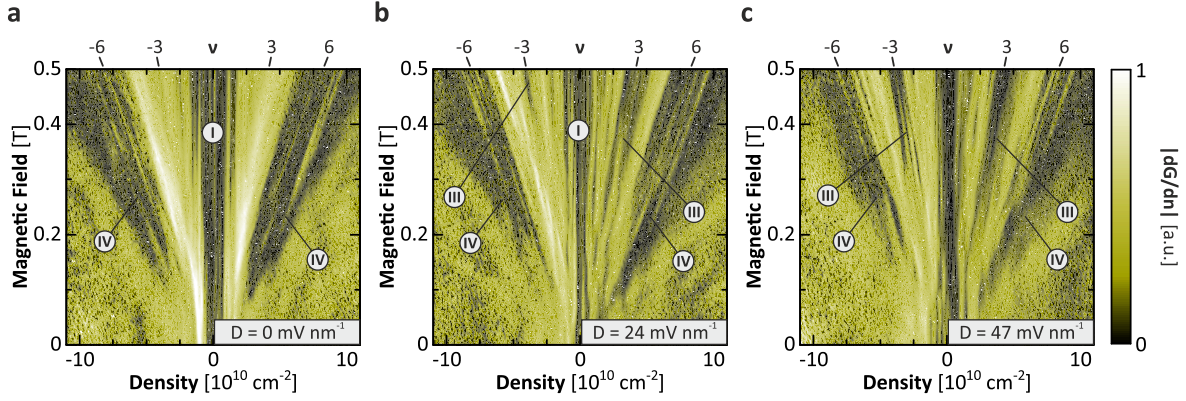 a
-6 -3 ν 3 6
Magnetic Field [T]
0.5
0.4
0.2
0
I
IV
IV
D = 0 mV nm⁻¹
-10 0 10
Density [10¹⁰ cm⁻²]
b
-6 -3 ν 3 6
Magnetic Field [T]
0.5
0.4
0.2
0
I
III
III
IV
IV
D = 24 mV nm⁻¹
-10 0 10
Density [10¹⁰ cm⁻²]
c
-6 -3 ν 3 6
Magnetic Field [T]
0.5
0.4
0.2
0
III
III
IV
IV
D = 47 mV nm⁻¹
-10 0 10
Density [10¹⁰ cm⁻²]
1
0
|dG/dn| [a.u.]